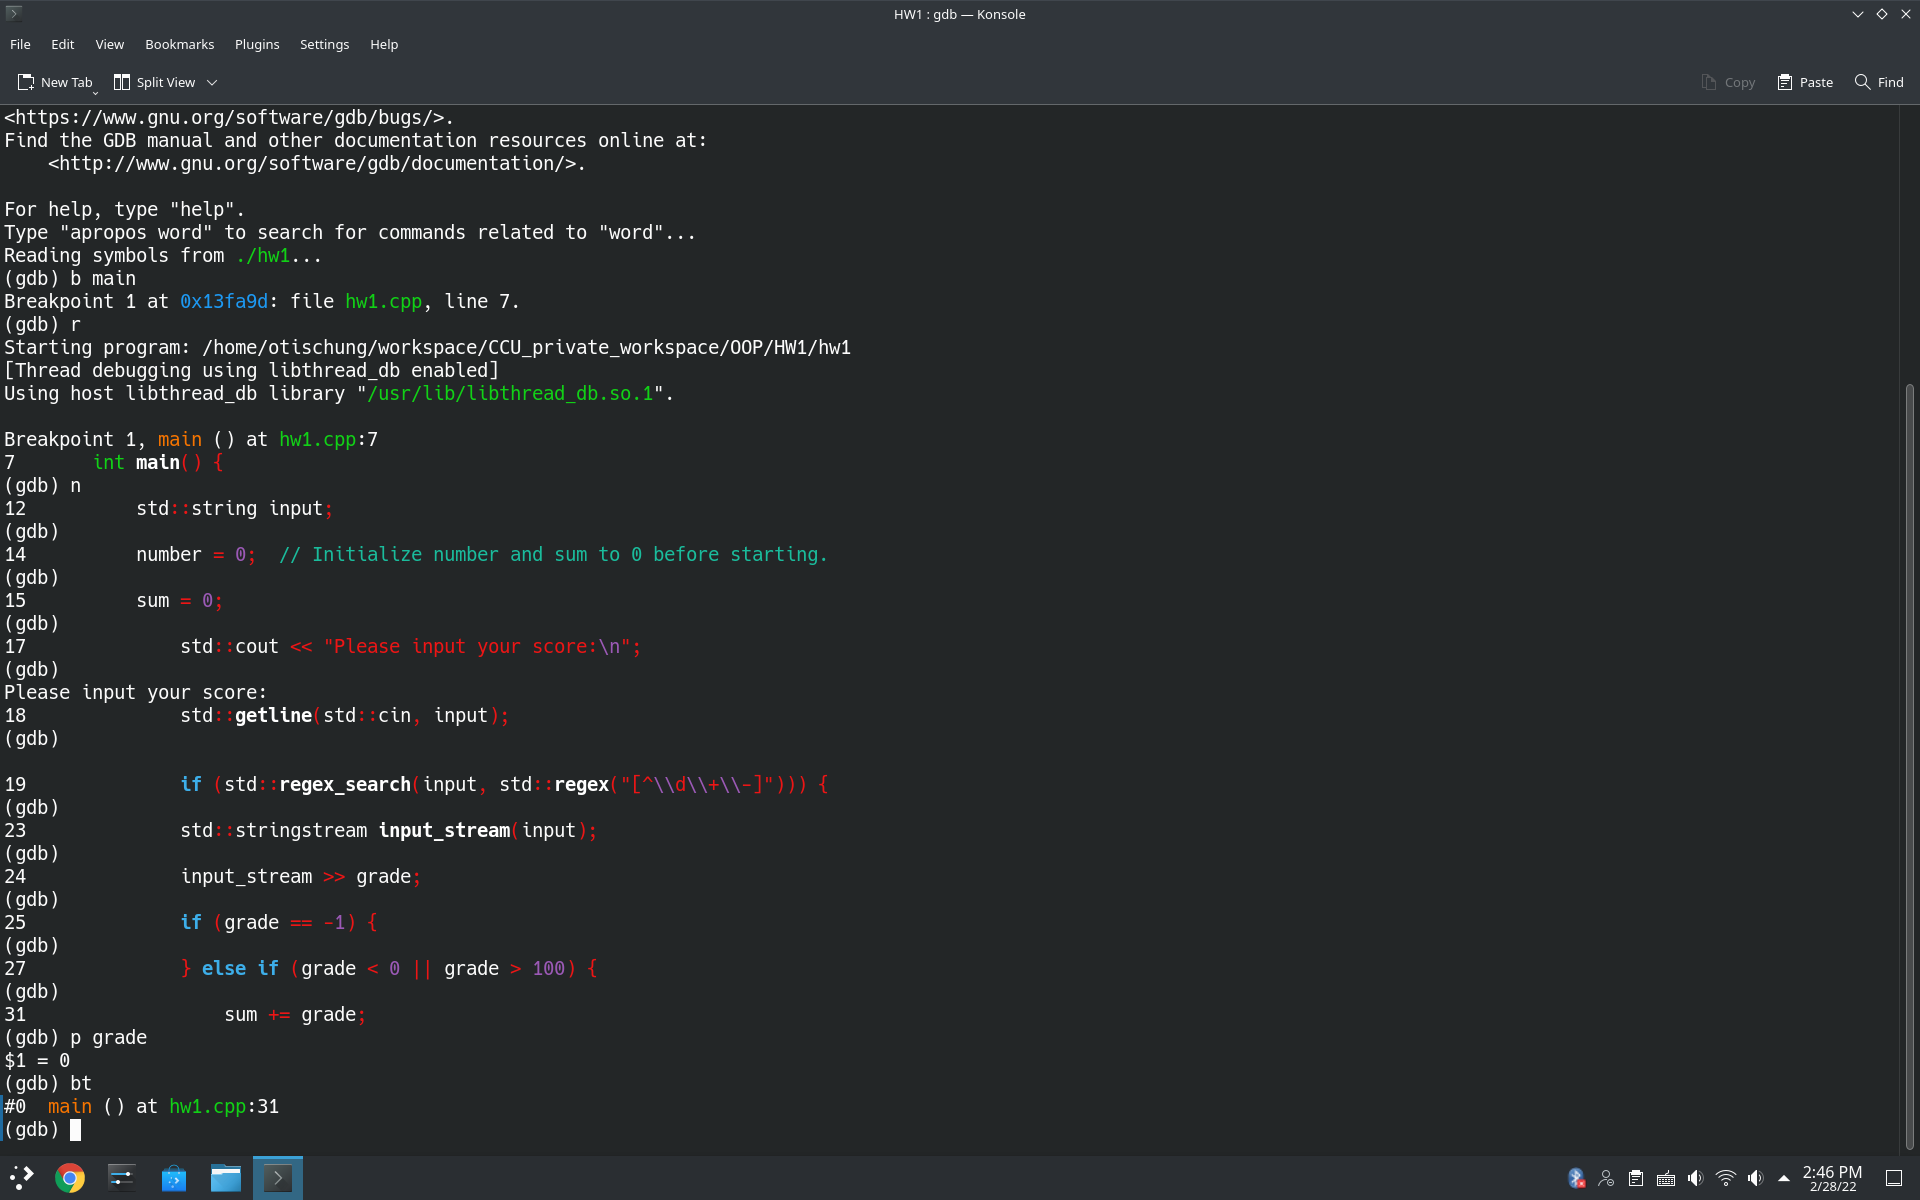 HW1 : gdb — Konsole
File Edit View Bookmarks Plugins Settings Help
New Tab Split View Copy Paste Find
<https://www.gnu.org/software/gdb/bugs/>.
Find the GDB manual and other documentation resources online at:
    <http://www.gnu.org/software/gdb/documentation/>.
For help, type "help".
Type "apropos word" to search for commands related to "word"...
Reading symbols from ./hw1...
(gdb) b main
Breakpoint 1 at 0x13fa9d: file hw1.cpp, line 7.
(gdb) r
Starting program: /home/otischung/workspace/CCU_private_workspace/OOP/HW1/hw1
[Thread debugging using libthread_db enabled]
Using host libthread_db library "/usr/lib/libthread_db.so.1".
Breakpoint 1, main () at hw1.cpp:7
7       int main() {
(gdb) n
12          std::string input;
(gdb)
14          number = 0;  // Initialize number and sum to 0 before starting.
(gdb)
15          sum = 0;
(gdb)
17              std::cout << "Please input your score:\n";
(gdb)
Please input your score:
18              std::getline(std::cin, input);
(gdb)
19              if (std::regex_search(input, std::regex("[^\\d\\+\\-]"))) {
(gdb)
23              std::stringstream input_stream(input);
(gdb)
24              input_stream >> grade;
(gdb)
25              if (grade == -1) {
(gdb)
27              } else if (grade < 0 || grade > 100) {
(gdb)
31                  sum += grade;
(gdb) p grade
$1 = 0
(gdb) bt
#0  main () at hw1.cpp:31
(gdb)
2:46 PM
2/28/22